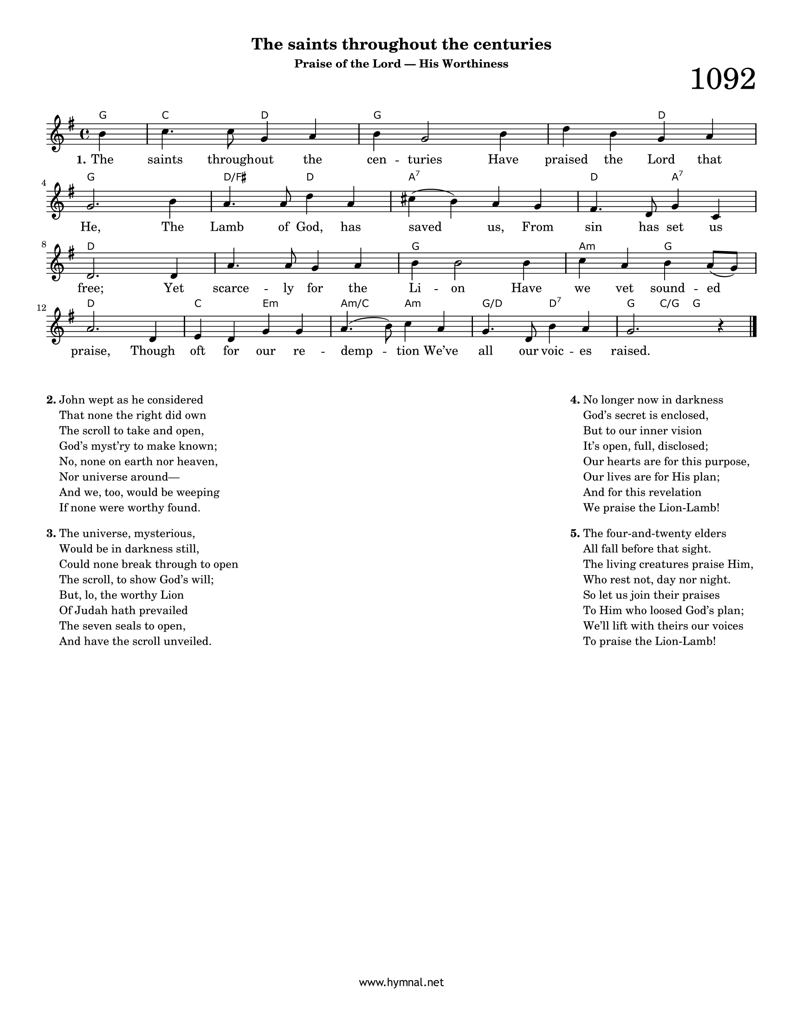 The saints throughout the centuries
Praise of the Lord — His Worthiness
1092
G C D G D
1. The saints throughout the cen - turies Have praised the Lord that
4
G D/F♯ D A7 D A7
He, The Lamb of God, has saved us, From sin has set us
8
D G Am G
free; Yet scarce - ly for the Li - on Have we vet sound - ed
12
D C Em Am/C Am G/D D7 G C/G G
praise, Though oft for our re - demp - tion We've all our voic - es raised.
2. John wept as he considered
That none the right did own
The scroll to take and open,
God's myst'ry to make known;
No, none on earth nor heaven,
Nor universe around—
And we, too, would be weeping
If none were worthy found.
3. The universe, mysterious,
Would be in darkness still,
Could none break through to open
The scroll, to show God's will;
But, lo, the worthy Lion
Of Judah hath prevailed
The seven seals to open,
And have the scroll unveiled.
4. No longer now in darkness
God's secret is enclosed,
But to our inner vision
It's open, full, disclosed;
Our hearts are for this purpose,
Our lives are for His plan;
And for this revelation
We praise the Lion-Lamb!
5. The four-and-twenty elders
All fall before that sight.
The living creatures praise Him,
Who rest not, day nor night.
So let us join their praises
To Him who loosed God's plan;
We'll lift with theirs our voices
To praise the Lion-Lamb!
www.hymnal.net